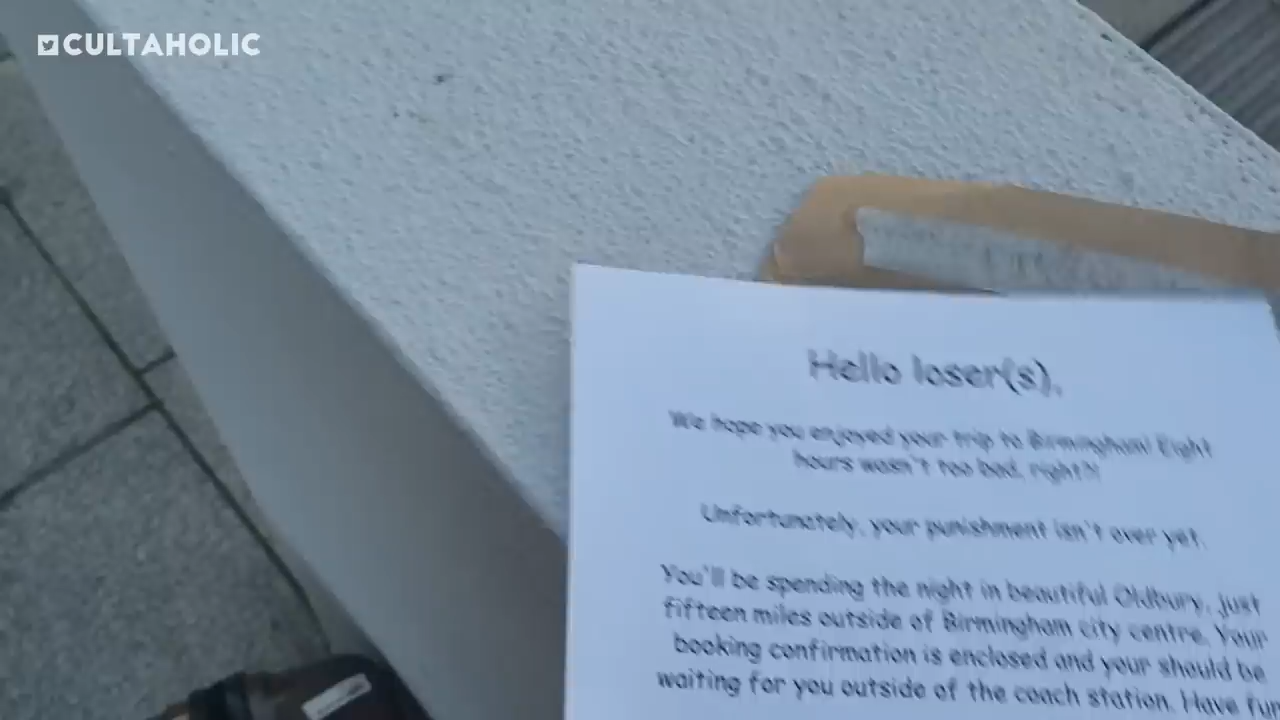 CULTAHOLIC
Hello loser(s),
We hope you enjoyed your trip to Birmingham! Eight
hours wasn't too bad, right?!
Unfortunately, your punishment isn't over yet.
You'll be spending the night in beautiful Oldbury, just
fifteen miles outside of Birmingham city centre. Your
booking confirmation is enclosed and your should be
waiting for you outside of the coach station. Have fun